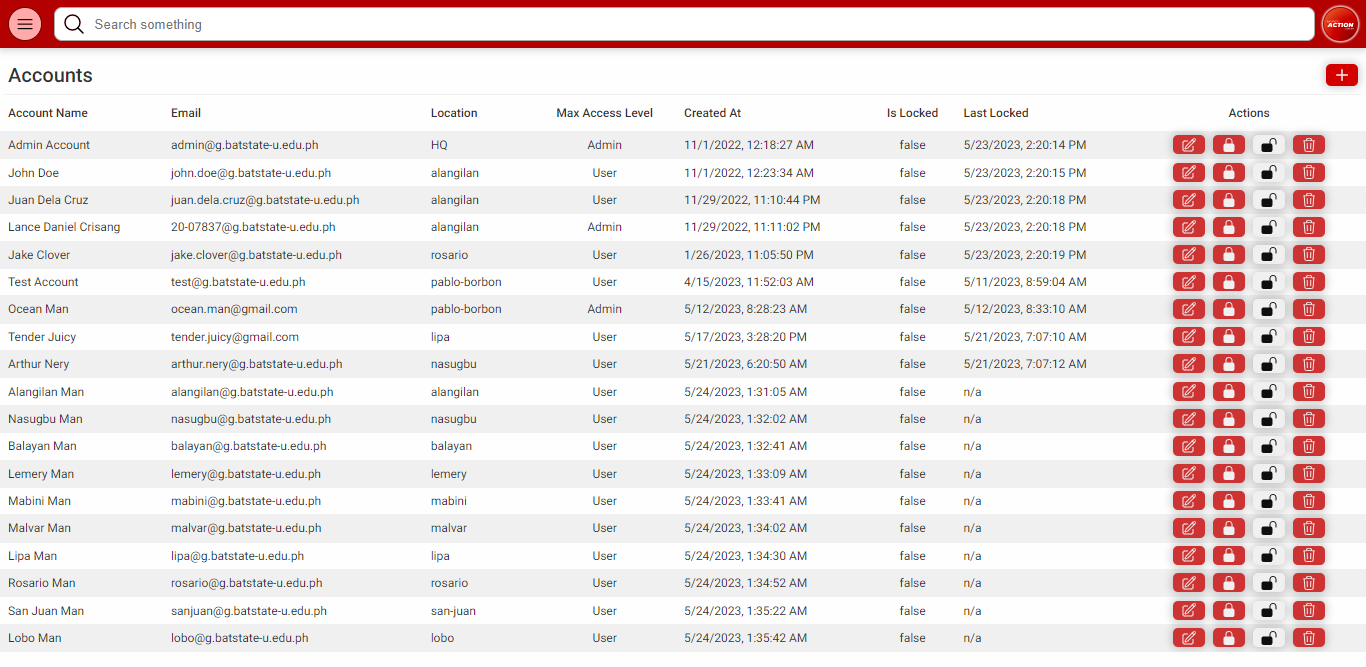 Search something
ACTION
Accounts
Account Name Email Location Max Access Level Created At Is Locked Last Locked Actions
Admin Account admin@g.batstate-u.edu.ph HQ Admin 11/1/2022, 12:18:27 AM false 5/23/2023, 2:20:14 PM
John Doe john.doe@g.batstate-u.edu.ph alangilan User 11/1/2022, 12:23:34 AM false 5/23/2023, 2:20:15 PM
Juan Dela Cruz juan.dela.cruz@g.batstate-u.edu.ph alangilan User 11/29/2022, 11:10:44 PM false 5/23/2023, 2:20:18 PM
Lance Daniel Crisang 20-07837@g.batstate-u.edu.ph alangilan Admin 11/29/2022, 11:11:02 PM false 5/23/2023, 2:20:18 PM
Jake Clover jake.clover@g.batstate-u.edu.ph rosario User 1/26/2023, 11:05:50 PM false 5/23/2023, 2:20:19 PM
Test Account test@g.batstate-u.edu.ph pablo-borbon User 4/15/2023, 11:52:03 AM false 5/11/2023, 8:59:04 AM
Ocean Man ocean.man@gmail.com pablo-borbon Admin 5/12/2023, 8:28:23 AM false 5/12/2023, 8:33:10 AM
Tender Juicy tender.juicy@gmail.com lipa User 5/17/2023, 3:28:20 PM false 5/21/2023, 7:07:10 AM
Arthur Nery arthur.nery@g.batstate-u.edu.ph nasugbu User 5/21/2023, 6:20:50 AM false 5/21/2023, 7:07:12 AM
Alangilan Man alangilan@g.batstate-u.edu.ph alangilan User 5/24/2023, 1:31:05 AM false n/a
Nasugbu Man nasugbu@g.batstate-u.edu.ph nasugbu User 5/24/2023, 1:32:02 AM false n/a
Balayan Man balayan@g.batstate-u.edu.ph balayan User 5/24/2023, 1:32:41 AM false n/a
Lemery Man lemery@g.batstate-u.edu.ph lemery User 5/24/2023, 1:33:09 AM false n/a
Mabini Man mabini@g.batstate-u.edu.ph mabini User 5/24/2023, 1:33:41 AM false n/a
Malvar Man malvar@g.batstate-u.edu.ph malvar User 5/24/2023, 1:34:02 AM false n/a
Lipa Man lipa@g.batstate-u.edu.ph lipa User 5/24/2023, 1:34:30 AM false n/a
Rosario Man rosario@g.batstate-u.edu.ph rosario User 5/24/2023, 1:34:52 AM false n/a
San Juan Man sanjuan@g.batstate-u.edu.ph san-juan User 5/24/2023, 1:35:22 AM false n/a
Lobo Man lobo@g.batstate-u.edu.ph lobo User 5/24/2023, 1:35:42 AM false n/a